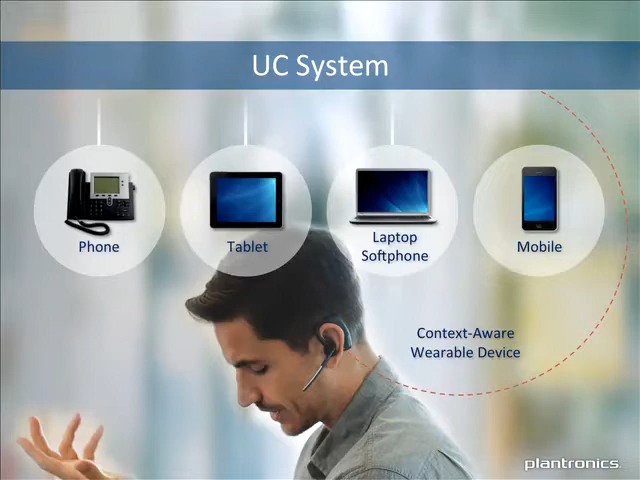 UC System
Phone
Tablet
Laptop
Softphone
Mobile
Context-Aware
Wearable Device
plantronics.